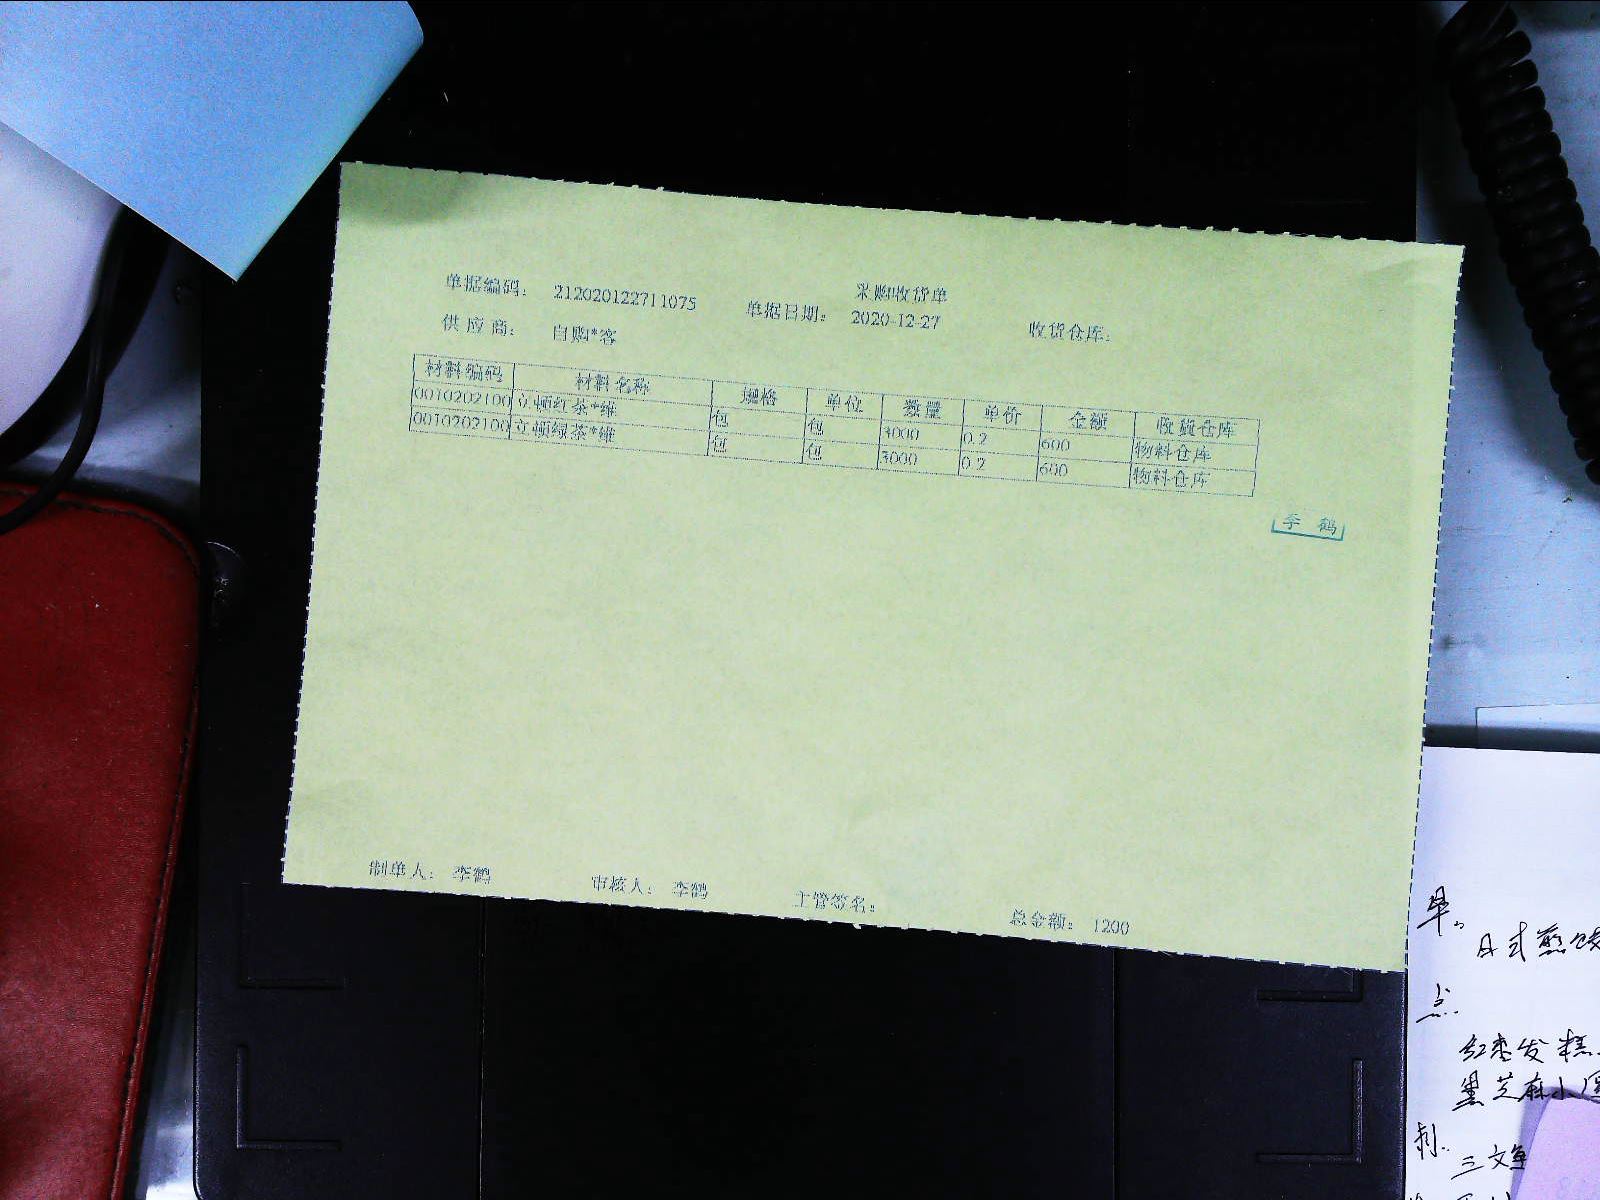 采购收货单
单据编码： 212020122711075 单据日期： 2020-12-27 收货仓库：
供应商： 自购*客
材料编码 材料名称 规格 单位 数量 单价 金额 收货仓库
0010202100 立顿红茶*维 包 包 3000 0.2 600 物料仓库
0010202100 立顿绿茶*维 包 包 3000 0.2 600 物料仓库
李鹤
制单人： 李鹤 审核人： 李鹤 主管签名： 总金额： 1200
早.
日式煎饺
点.
红枣发糕.
黑芝麻小
三文鱼